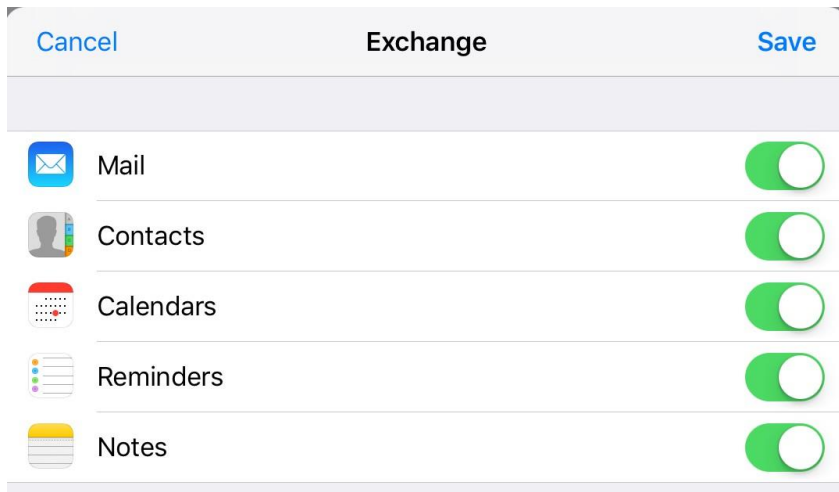 Cancel Exchange Save
Mail
Contacts
Calendars
Reminders
Notes